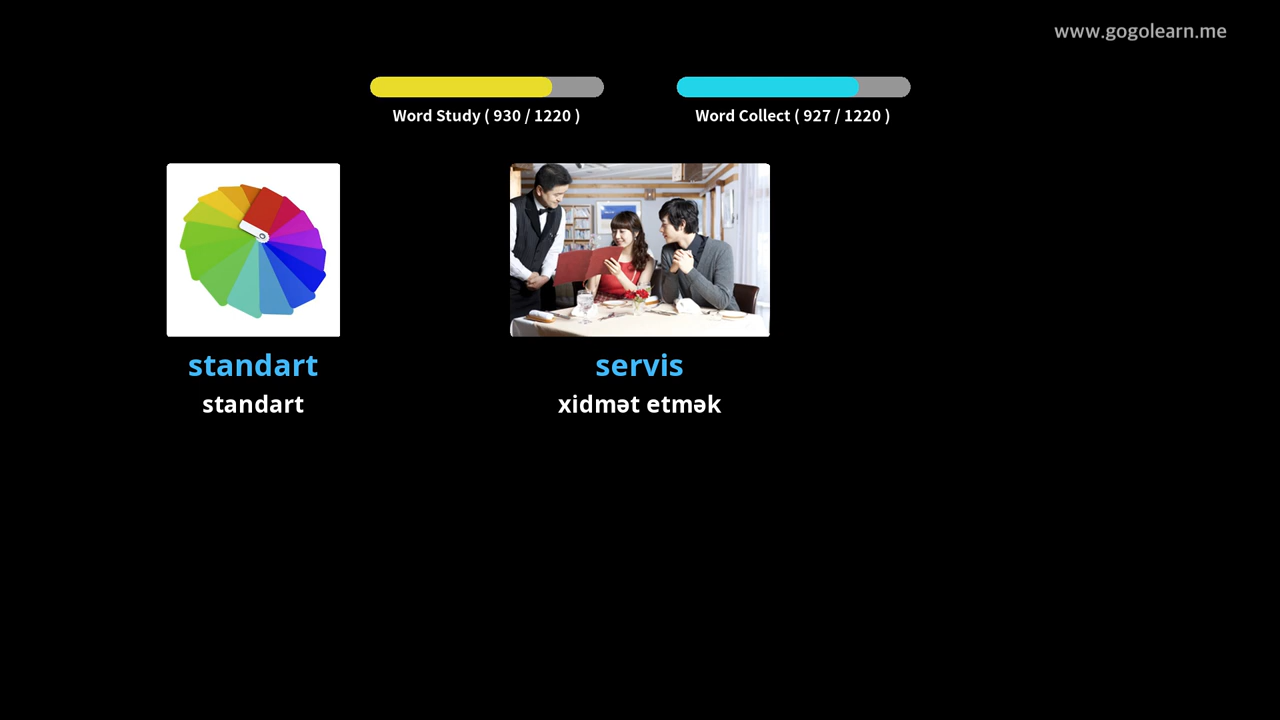 www.gogolearn.me
Word Study ( 930 / 1220 )
Word Collect ( 927 / 1220 )
standart
standart
servis
xidmət etmək